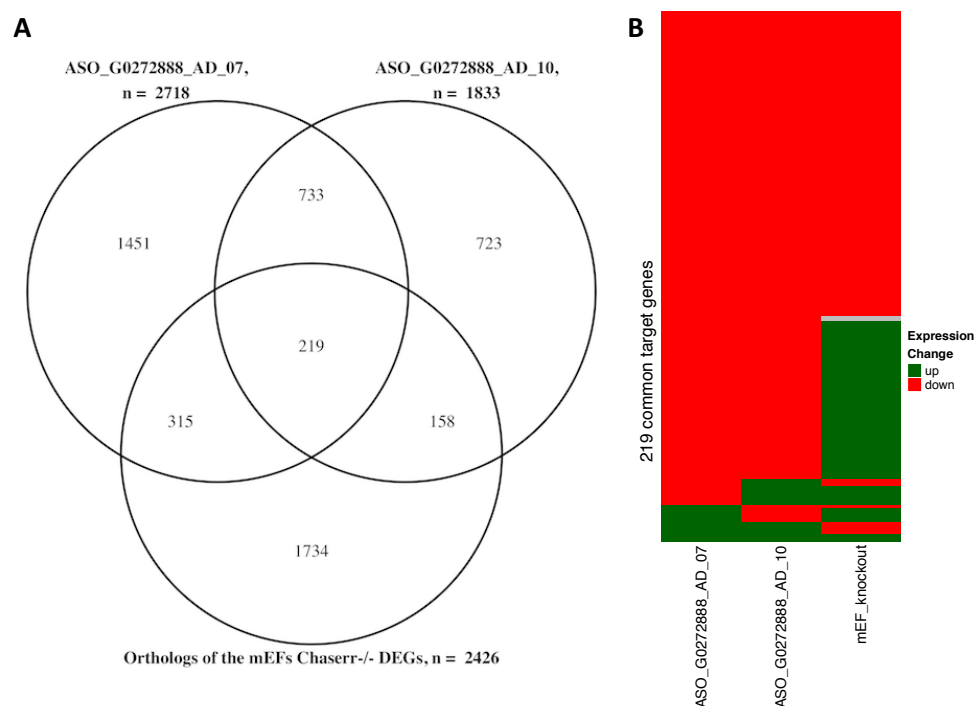 A
ASO_G0272888_AD_07,
n = 2718
ASO_G0272888_AD_10,
n = 1833
733
1451
723
219
315
158
1734
Orthologs of the mEFs Chaserr-/- DEGs, n = 2426
B
219 common target genes
Expression
Change
up
down
ASO_G0272888_AD_07
ASO_G0272888_AD_10
mEF_knockout